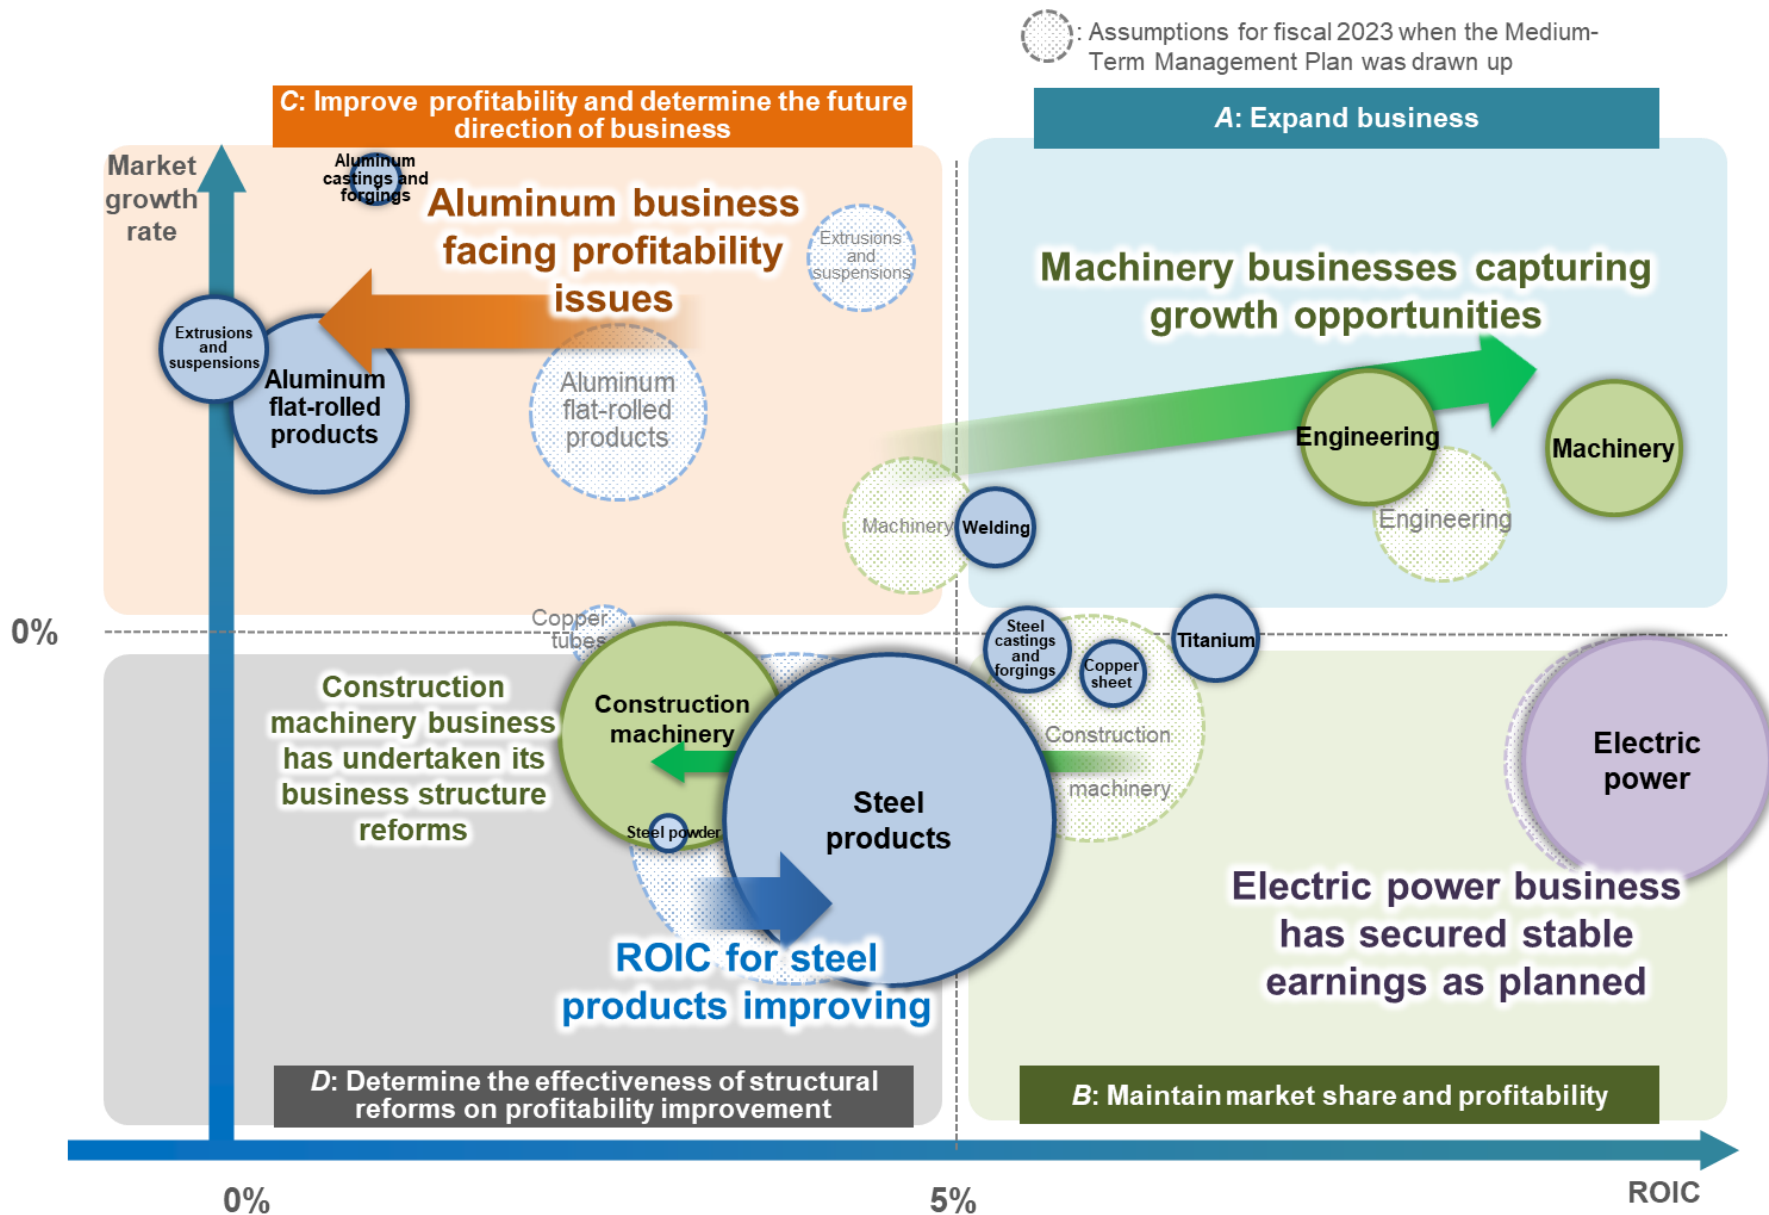 : Assumptions for fiscal 2023 when the Medium-
Term Management Plan was drawn up
C: Improve profitability and determine the future
direction of business
A: Expand business
Market
growth
rate
Aluminum
castings and
forgings
Aluminum business
facing profitability
issues
Extrusions
and
suspensions
Machinery businesses capturing
growth opportunities
Extrusions
and
suspensions
Aluminum
flat-rolled
products
Aluminum
flat-rolled
products
Engineering
Machinery
Machinery
Welding
Engineering
0%
Copper
tubes
Steel
castings
and
forgings
Copper
sheet
Titanium
Construction
machinery business
has undertaken its
business structure
reforms
Construction
machinery
Construction
machinery
Steel powder
Steel
products
Electric
power
ROIC for steel
products improving
Electric power business
has secured stable
earnings as planned
D: Determine the effectiveness of structural
reforms on profitability improvement
B: Maintain market share and profitability
0%
5%
ROIC